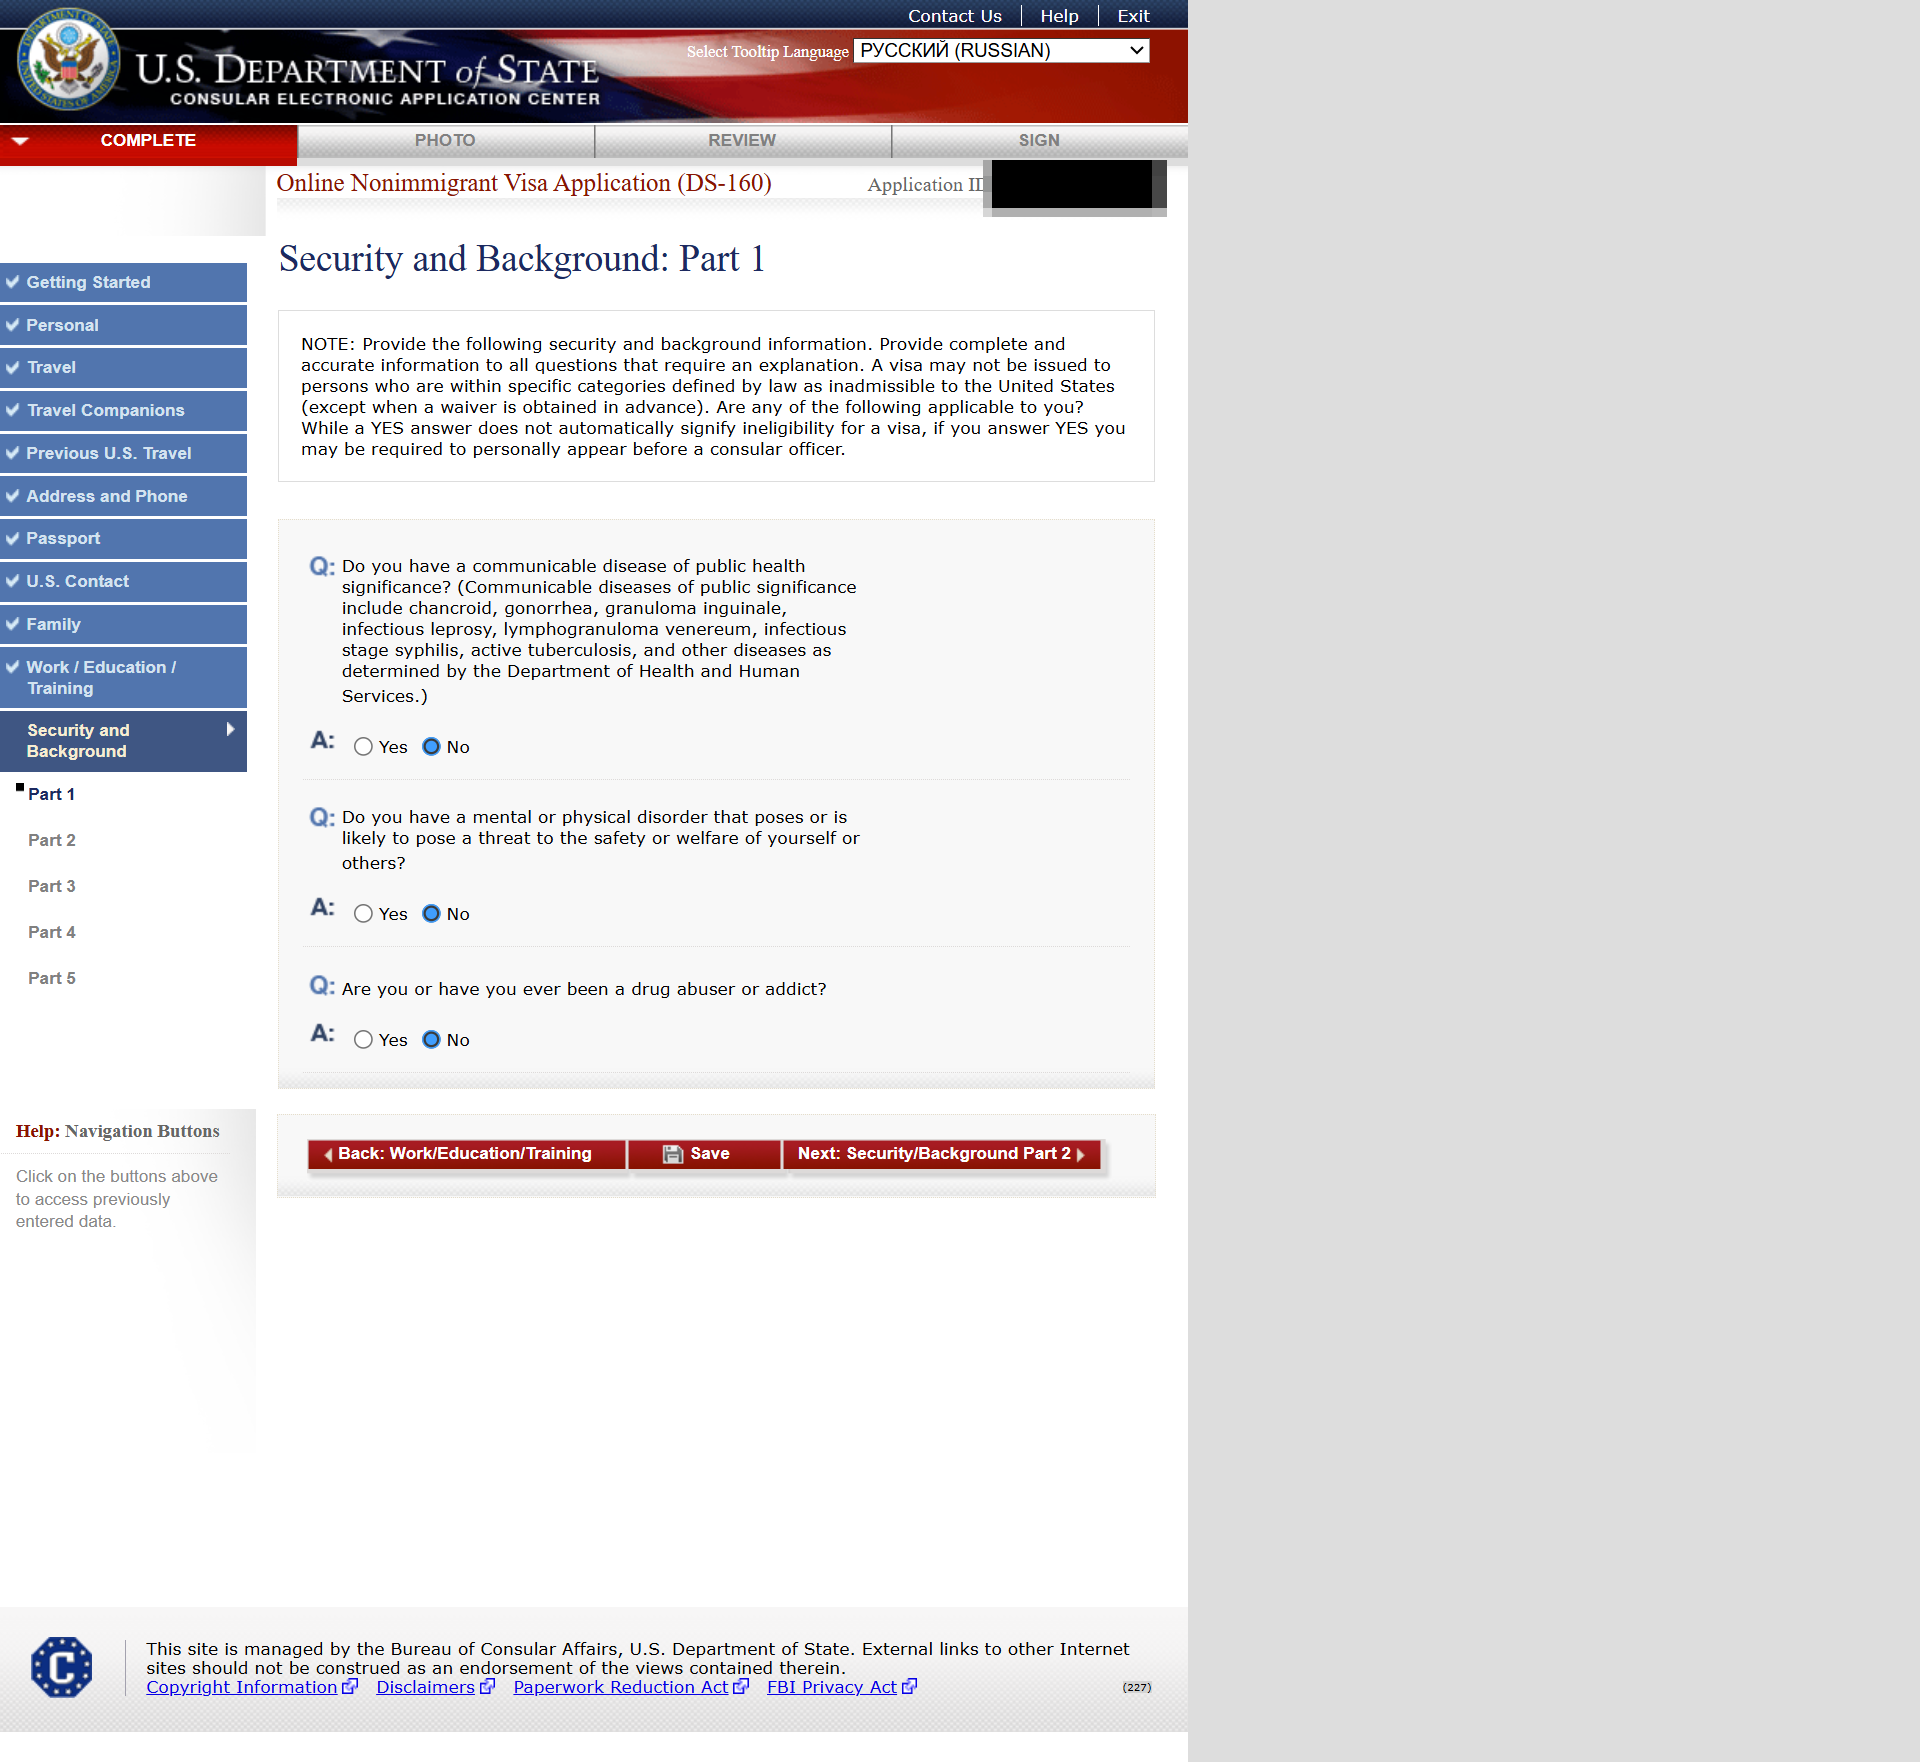 Contact Us
Help
Exit
Select Tooltip Language
РУССКИЙ (RUSSIAN)
U.S. DEPARTMENT of STATE
CONSULAR ELECTRONIC APPLICATION CENTER
COMPLETE
PHOTO
REVIEW
SIGN
Online Nonimmigrant Visa Application (DS-160)
Application ID
Security and Background: Part 1
Getting Started
Personal
Travel
Travel Companions
Previous U.S. Travel
Address and Phone
Passport
U.S. Contact
Family
Work / Education /
Training
Security and
Background
Part 1
Part 2
Part 3
Part 4
Part 5
Help: Navigation Buttons
Click on the buttons above
to access previously
entered data.
NOTE: Provide the following security and background information. Provide complete and
accurate information to all questions that require an explanation. A visa may not be issued to
persons who are within specific categories defined by law as inadmissible to the United States
(except when a waiver is obtained in advance). Are any of the following applicable to you?
While a YES answer does not automatically signify ineligibility for a visa, if you answer YES you
may be required to personally appear before a consular officer.
Q: Do you have a communicable disease of public health
significance? (Communicable diseases of public significance
include chancroid, gonorrhea, granuloma inguinale,
infectious leprosy, lymphogranuloma venereum, infectious
stage syphilis, active tuberculosis, and other diseases as
determined by the Department of Health and Human
Services.)
A: Yes No
Q: Do you have a mental or physical disorder that poses or is
likely to pose a threat to the safety or welfare of yourself or
others?
A: Yes No
Q: Are you or have you ever been a drug abuser or addict?
A: Yes No
Back: Work/Education/Training
Save
Next: Security/Background Part 2
This site is managed by the Bureau of Consular Affairs, U.S. Department of State. External links to other Internet
sites should not be construed as an endorsement of the views contained therein.
Copyright Information Disclaimers Paperwork Reduction Act FBI Privacy Act
(227)
C